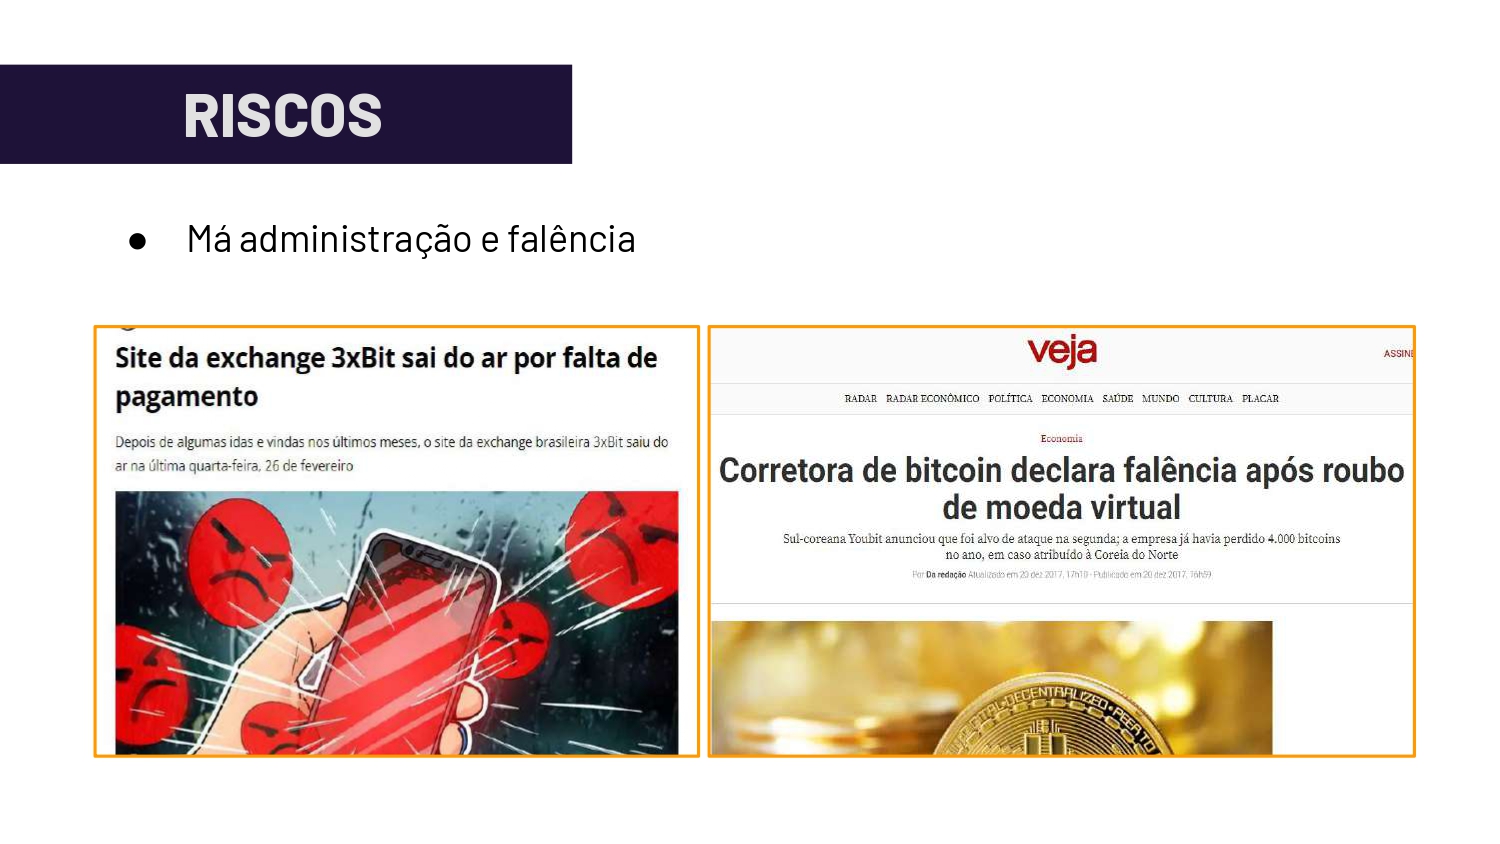 RISCOS
● Má administração e falência
Site da exchange 3xBit sai do ar por falta de
pagamento
Depois de algumas idas e vindas nos últimos meses, o site da exchange brasileira 3xBit saiu do
ar na última quarta-feira, 26 de fevereiro
veja
ASSINE
RADAR RADAR ECONÔMICO POLÍTICA ECONOMIA SAÚDE MUNDO CULTURA PLACAR
Economia
Corretora de bitcoin declara falência após roubo
de moeda virtual
Sul-coreana Youbit anunciou que foi alvo de ataque na segunda; a empresa já havia perdido 4.000 bitcoins
no ano, em caso atribuído à Coreia do Norte
Por Da redação Atualizado em 20 dez 2017, 17h10 - Publicado em 20 dez 2017, 16h59
DECENTRALIZED • PEER TO